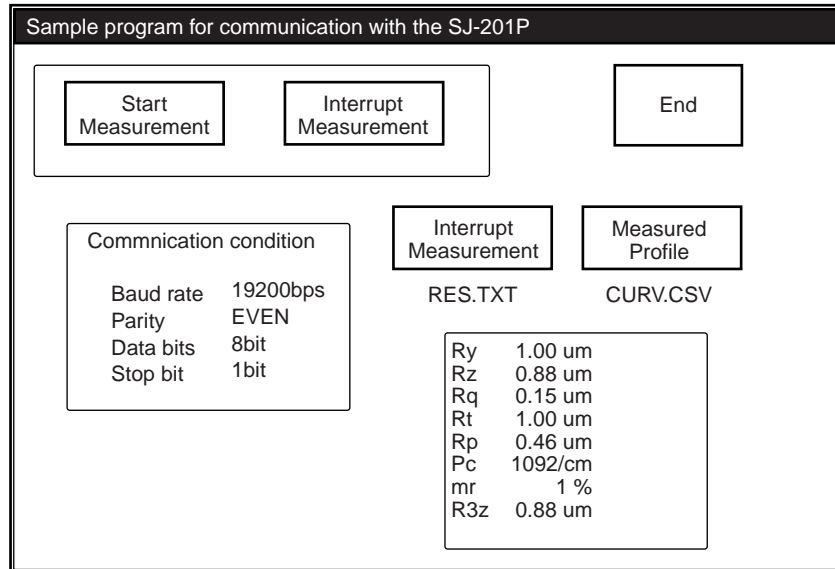 Sample program for communication with the SJ-201P
Start
Measurement
Interrupt
Measurement
End
Commnication condition
Baud rate 19200bps
Parity EVEN
Data bits 8bit
Stop bit 1bit
Interrupt
Measurement
RES.TXT
Measured
Profile
CURV.CSV
Ry 1.00 um
Rz 0.88 um
Rq 0.15 um
Rt 1.00 um
Rp 0.46 um
Pc 1092/cm
mr 1 %
R3z 0.88 um